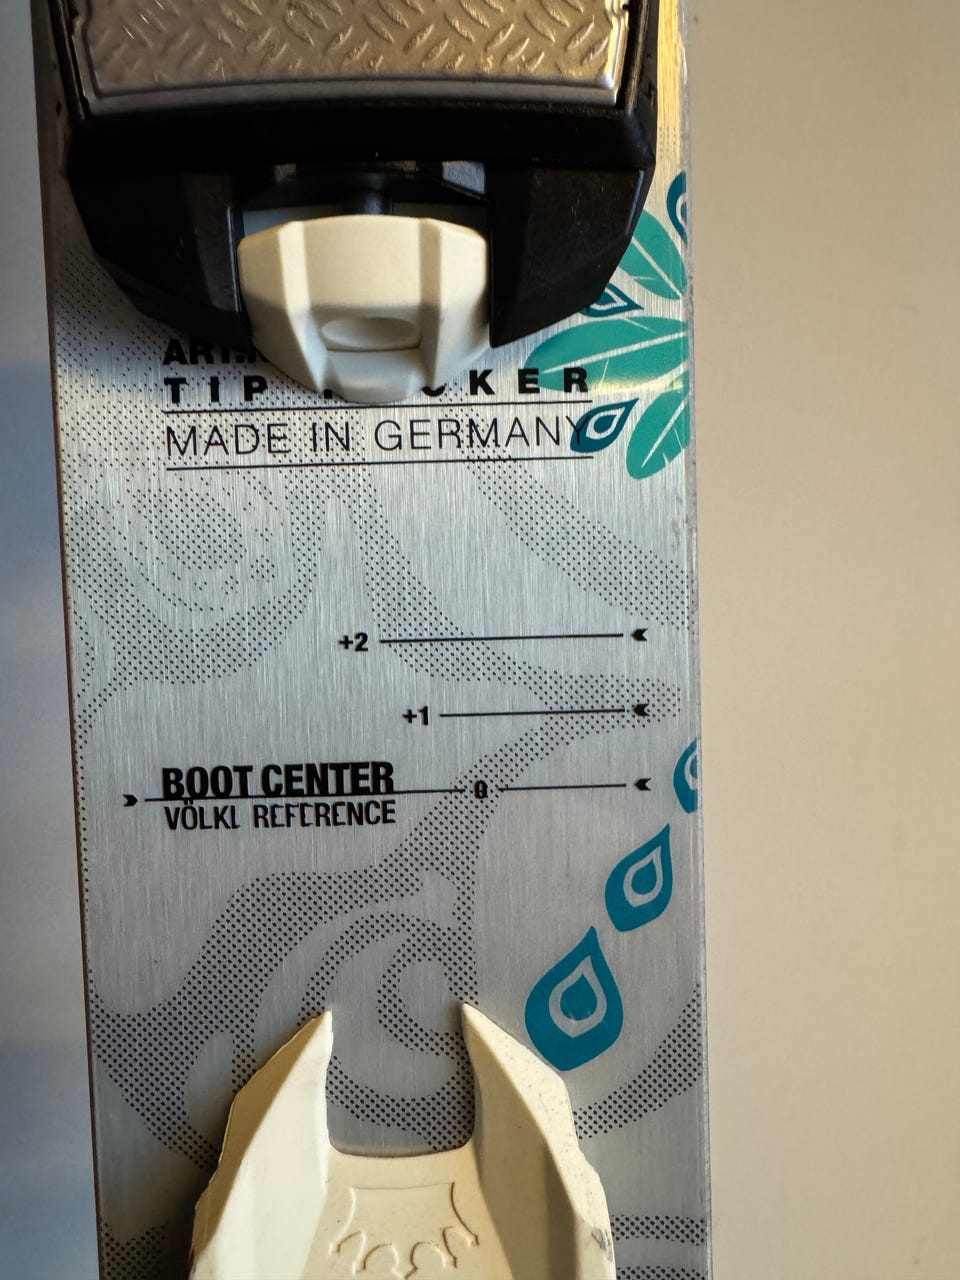 TIP
MADE IN GERMANY
+2
+1
BOOT CENTER
0
VÖLKL REFERENCE